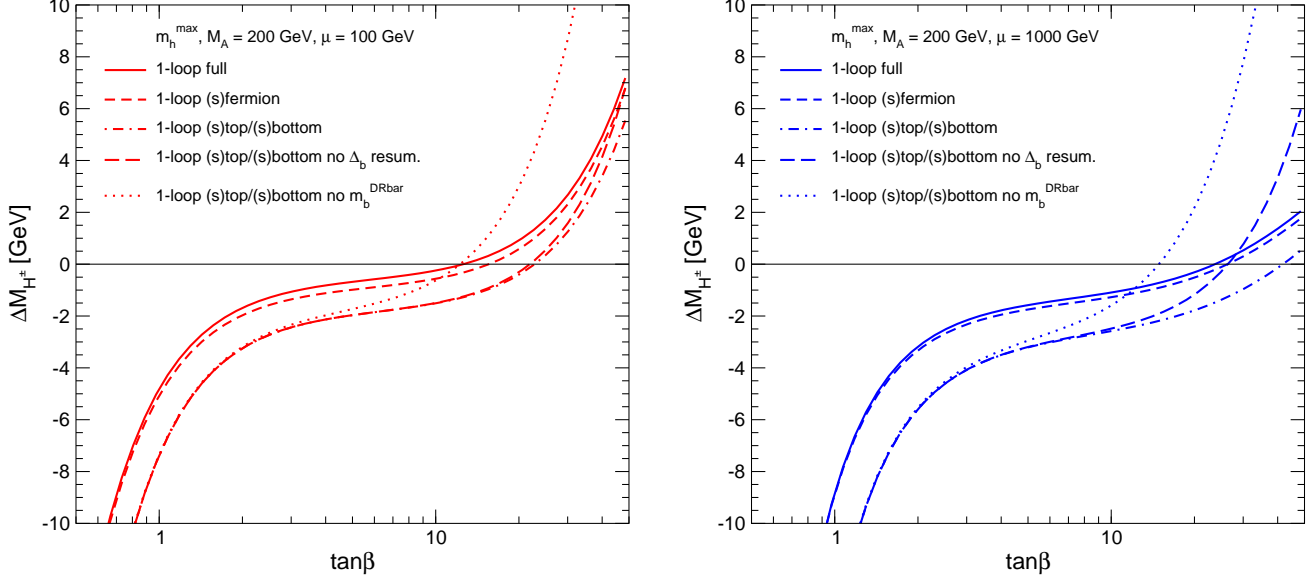 m_h^max, M_A = 200 GeV, μ = 100 GeV
1-loop full
1-loop (s)fermion
1-loop (s)top/(s)bottom
1-loop (s)top/(s)bottom no Δ_b resum.
1-loop (s)top/(s)bottom no m_b^DRbar
10
8
6
4
2
0
-2
-4
-6
-8
-10
ΔM_H± [GeV]
1 10
tanβ
m_h^max, M_A = 200 GeV, μ = 1000 GeV
1-loop full
1-loop (s)fermion
1-loop (s)top/(s)bottom
1-loop (s)top/(s)bottom no Δ_b resum.
1-loop (s)top/(s)bottom no m_b^DRbar
10
8
6
4
2
0
-2
-4
-6
-8
-10
ΔM_H± [GeV]
1 10
tanβ